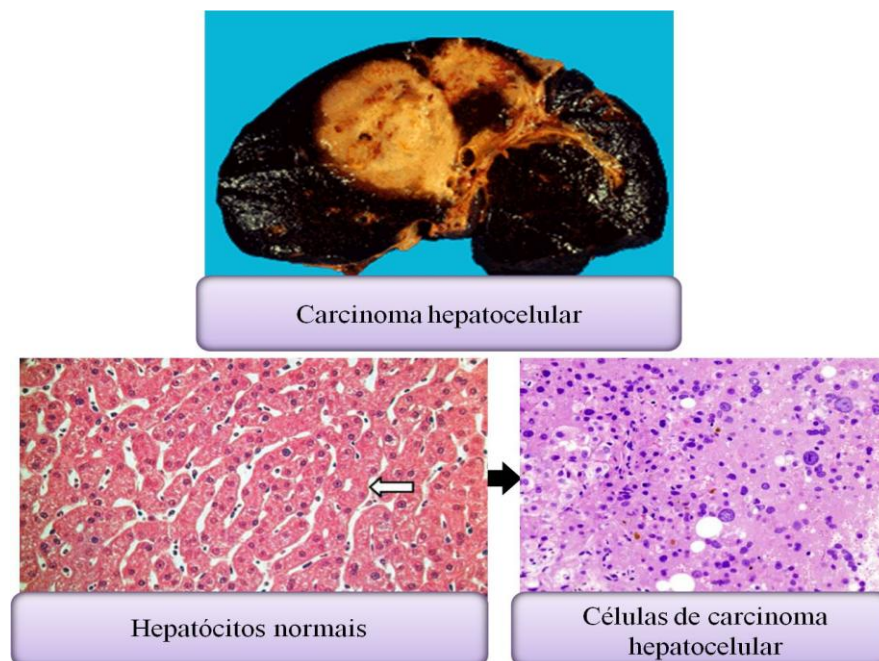 Carcinoma hepatocelular
Hepatócitos normais
Células de carcinoma
hepatocelular